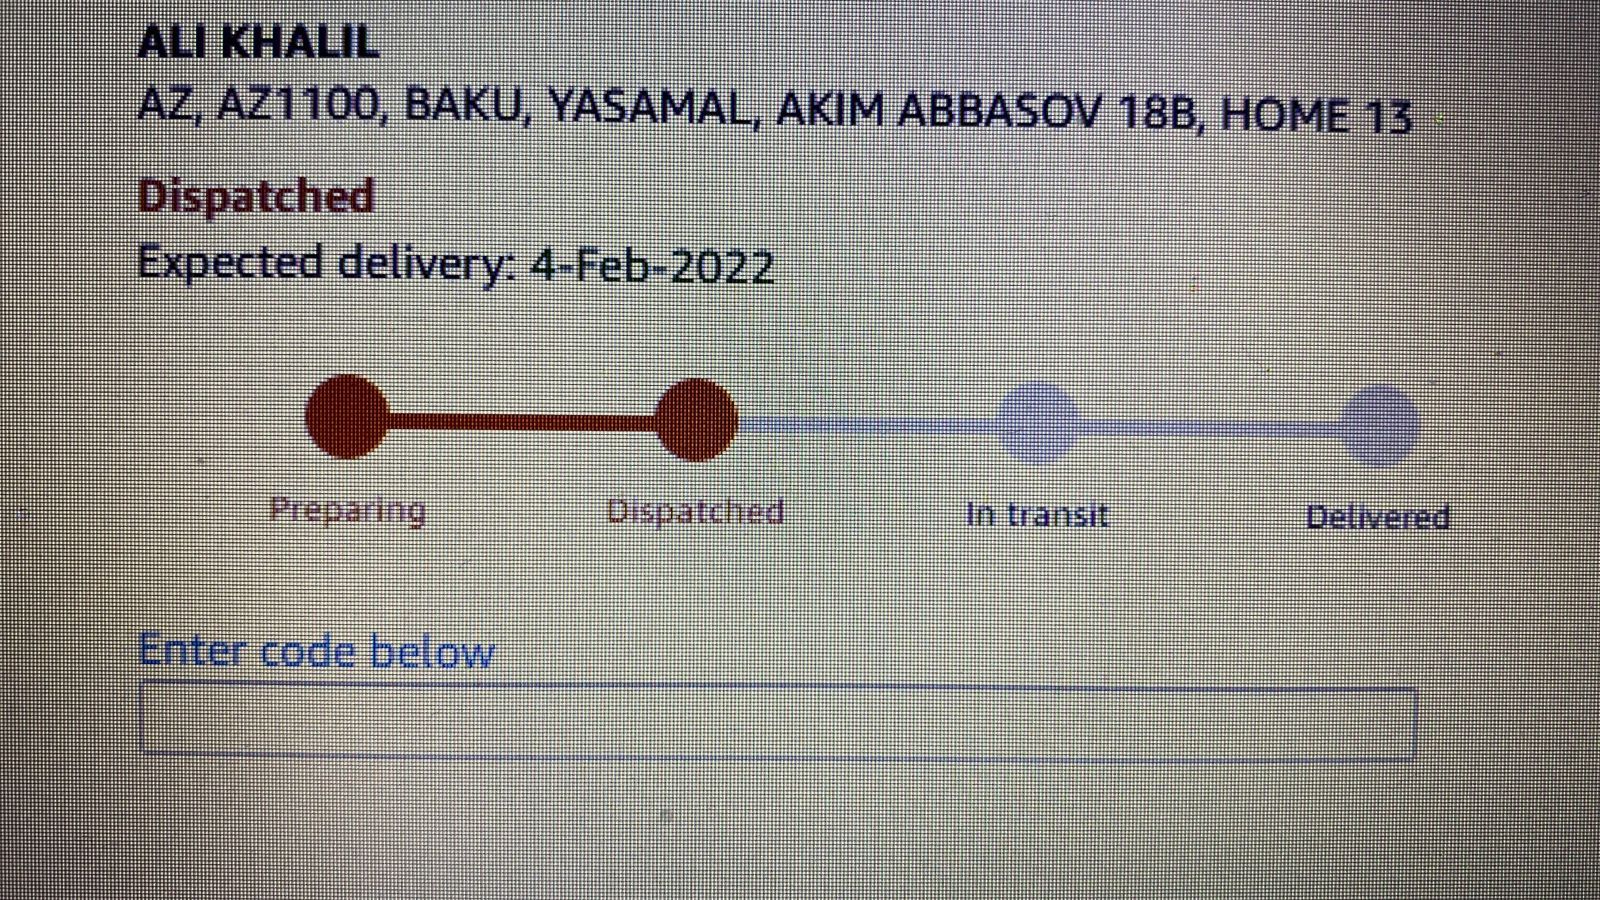 ALI KHALIL
AZ, AZ1100, BAKU, YASAMAL, AKIM ABBASOV 18B, HOME 13
Dispatched
Expected delivery: 4-Feb-2022
Preparing Dispatched In transit Delivered
Enter code below